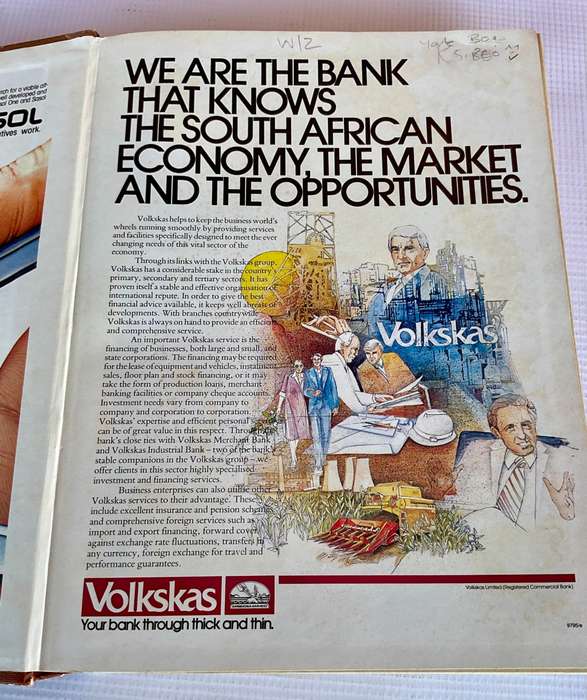 W/2
WE ARE THE BANK
THAT KNOWS
THE SOUTH AFRICAN
ECONOMY, THE MARKET
AND THE OPPORTUNITIES.
Volkskas helps to keep the business world's
wheels running smoothly by providing services
and facilities specifically designed to meet the ever
changing needs of this vital sector of the
economy.
Through its links with the Volkskas group,
Volkskas has a considerable stake in the country's
primary, secondary and tertiary sectors. It has
proven itself a stable and effective organisation of
international repute. In order to give the best
financial advice available, it keeps well abreast of
developments. With branches countrywide
Volkskas is always on hand to provide an efficient
and comprehensive service.
An important Volkskas service is the
financing of businesses, both large and small, and
state corporations. The financing may be required
for the lease of equipment and vehicles, instalment
sales, floor plan and stock financing, or it may
take the form of production loans, merchant
banking facilities or company cheque accounts.
Investment needs vary from company to
company and corporation to corporation.
Volkskas' expertise and efficient personal service
can be of great value in this respect. Through the
bank's close ties with Volkskas Merchant Bank
and Volkskas Industrial Bank – two of the bank's
stable companions in the Volkskas group – we
offer clients in this sector highly specialised
investment and financing services.
Business enterprises can also utilise other
Volkskas services to their advantage. These
include excellent insurance and pension schemes
and comprehensive foreign services such as
import and export financing, forward cover
against exchange rate fluctuations, transfers in
any currency, foreign exchange for travel and
performance guarantees.
Volkskas
Volkskas
Your bank through thick and thin.
Volkskas Limited (Registered Commercial Bank)
rch for a viable alt-
well developed and
sol One and Sasol
SOL
atives work.